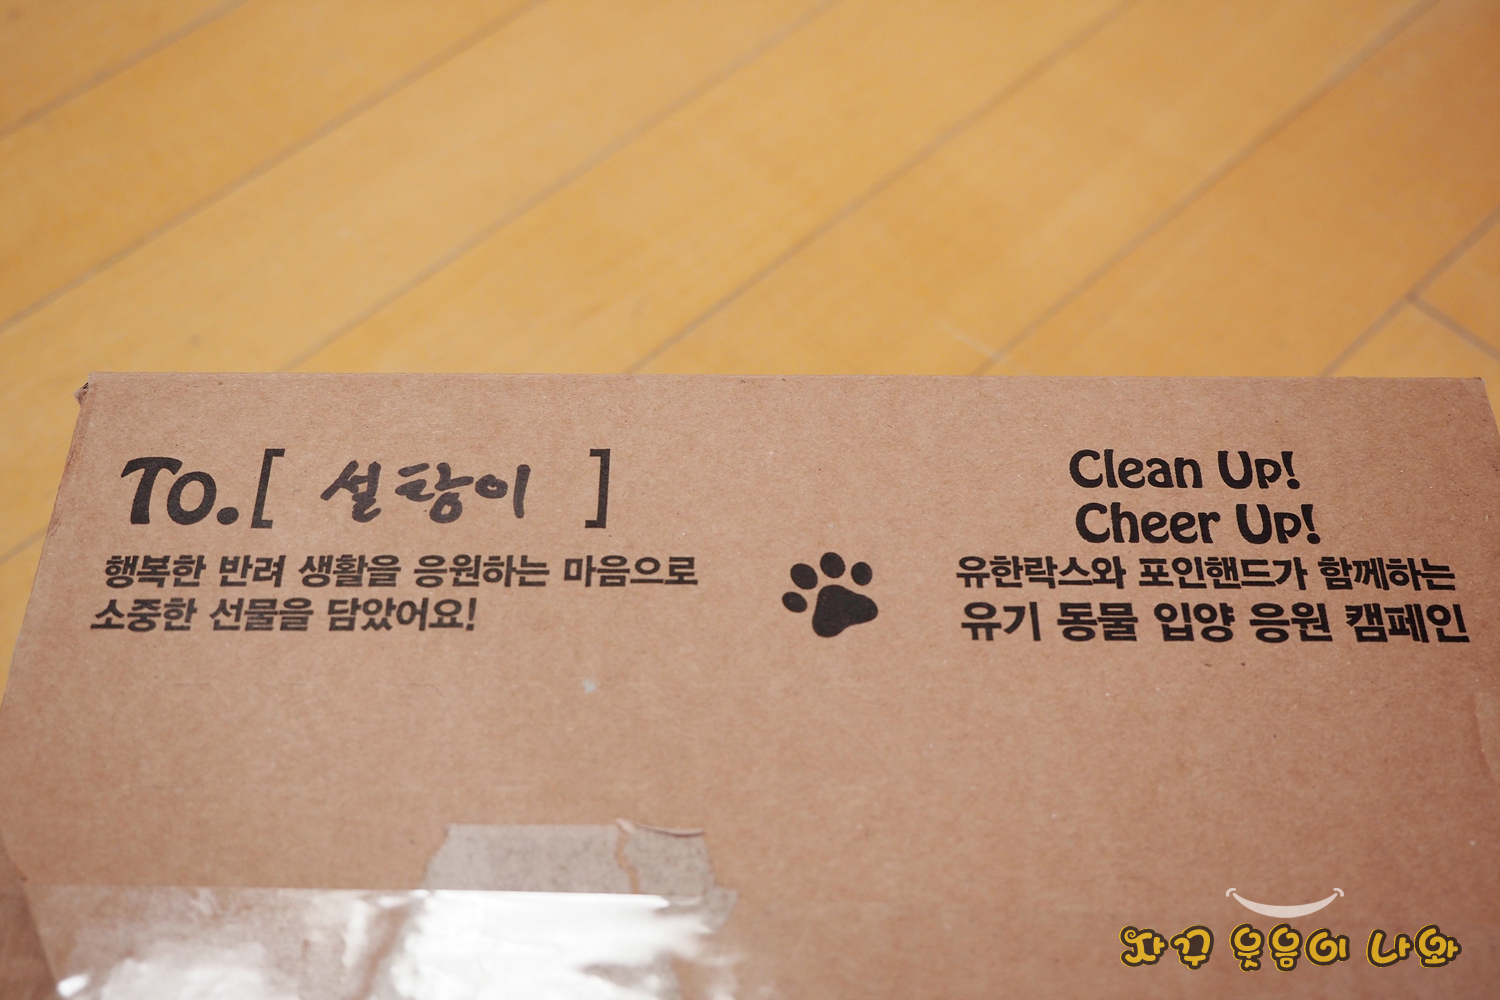 To. [ 설탕이 ]
행복한 반려 생활을 응원하는 마음으로
소중한 선물을 담았어요!
Clean Up!
Cheer Up!
유한락스와 포인핸드가 함께하는
유기 동물 입양 응원 캠페인
자꾸 웃음이 나와